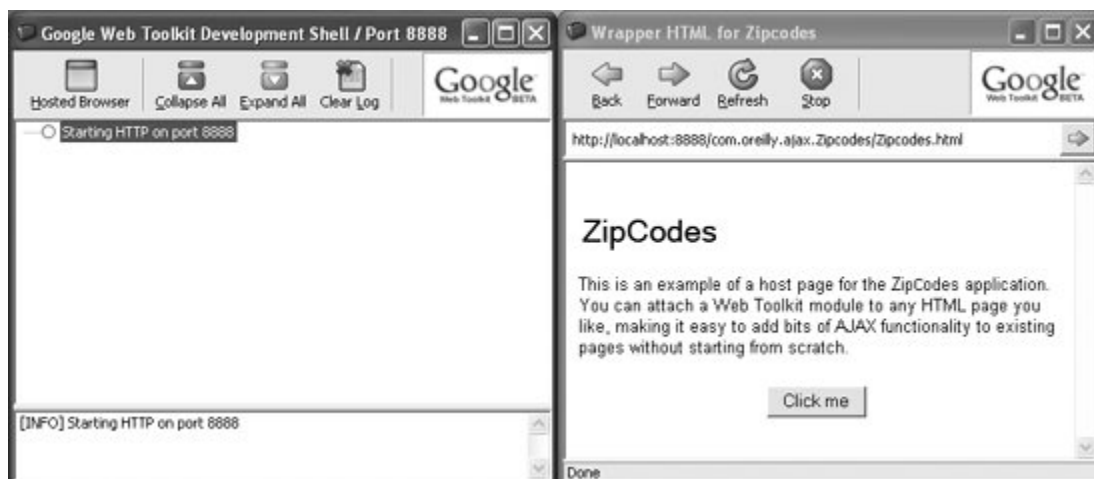 Google Web Toolkit Development Shell / Port 8888
Hosted Browser
Collapse All
Expand All
Clear Log
Google
Web Toolkit BETA
Starting HTTP on port 8888
[INFO] Starting HTTP on port 8888
Wrapper HTML for Zipcodes
Back
Forward
Refresh
Stop
Google
Web Toolkit BETA
http://localhost:8888/com.oreilly.ajax.Zipcodes/Zipcodes.html
ZipCodes
This is an example of a host page for the ZipCodes application.
You can attach a Web Toolkit module to any HTML page you
like, making it easy to add bits of AJAX functionality to existing
pages without starting from scratch.
Click me
Done